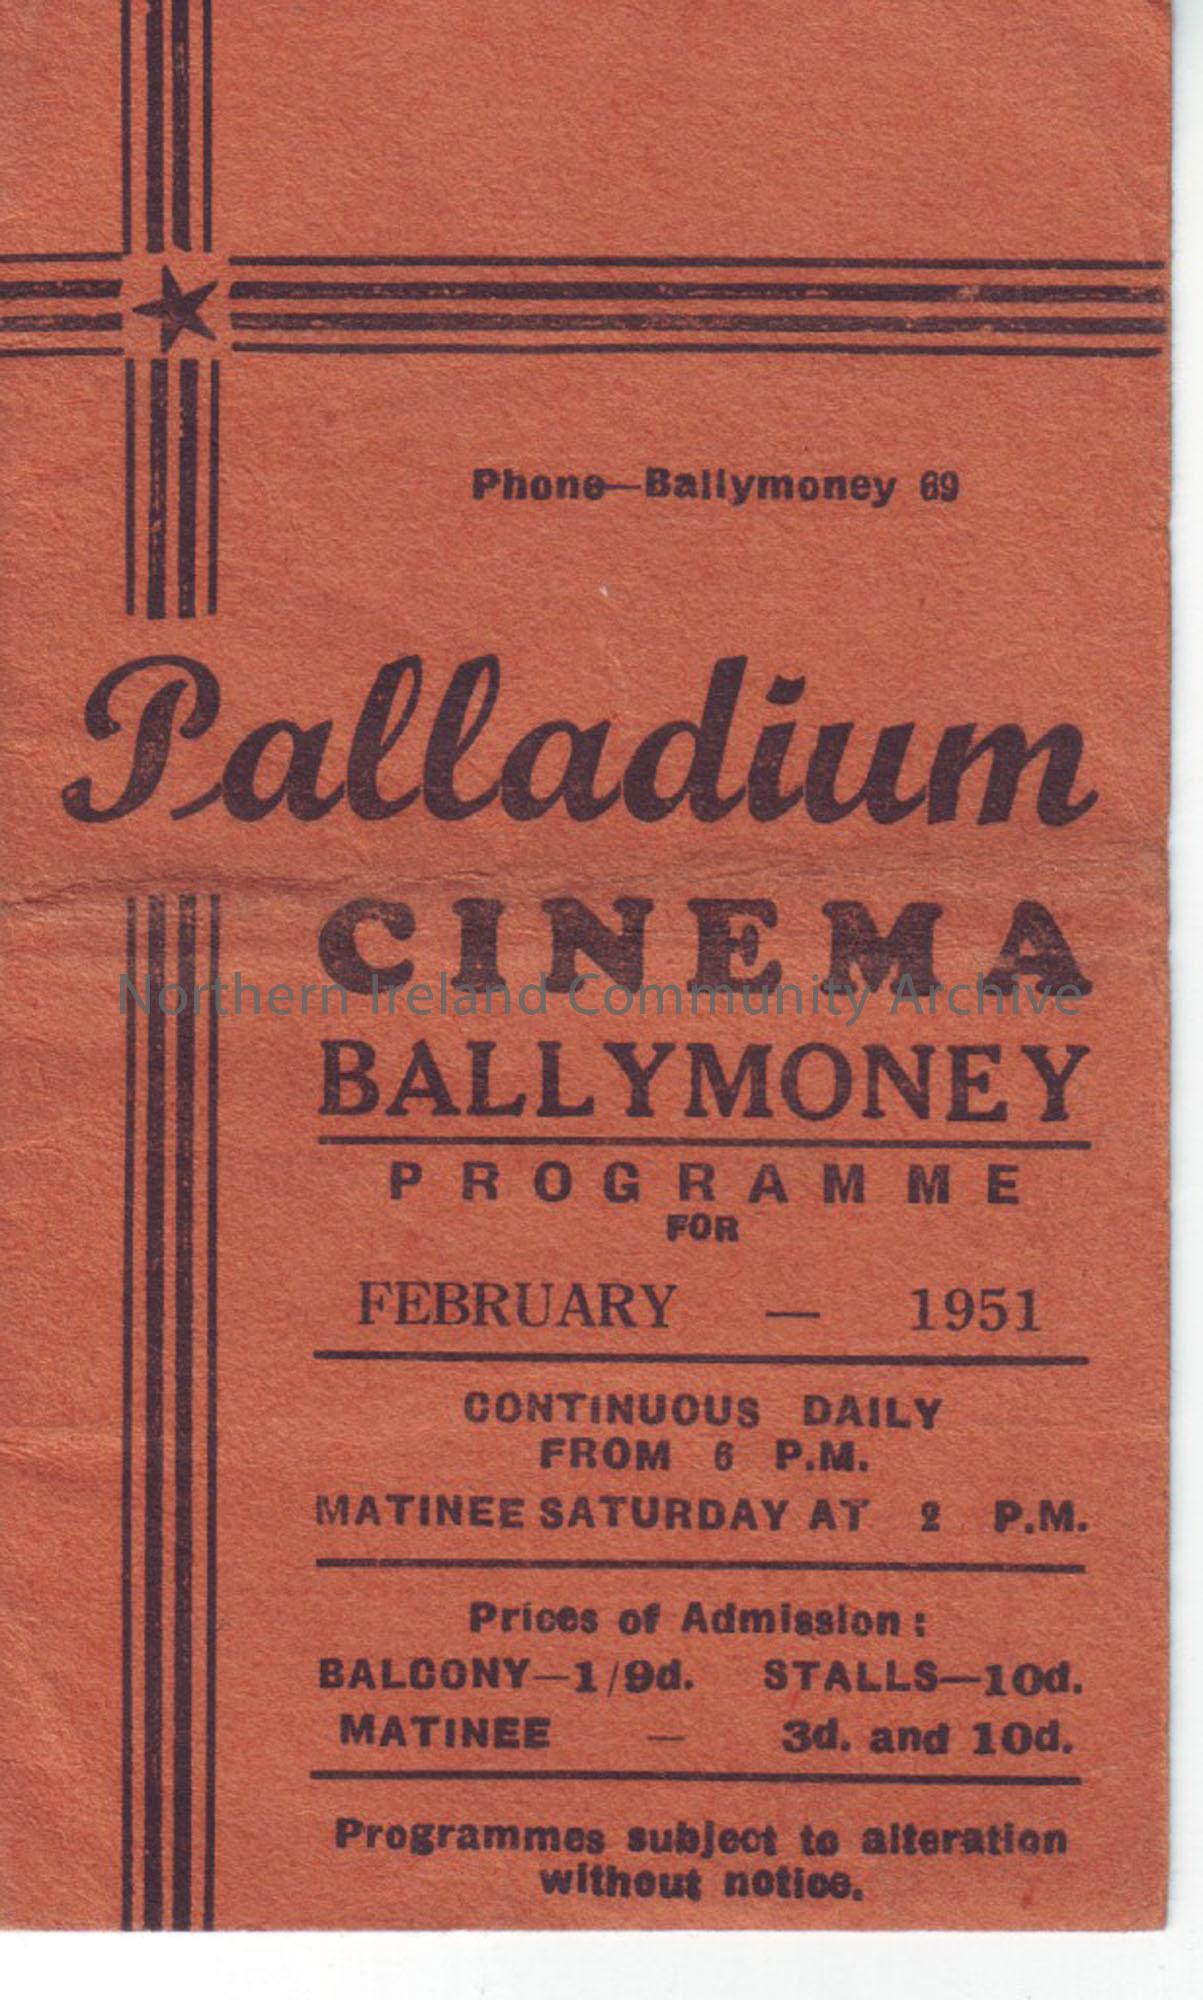 Phone—Ballymoney 69
Palladium
CINEMA
Northern Ireland Community Archive
BALLYMONEY
PROGRAMME
FOR
FEBRUARY — 1951
CONTINUOUS DAILY
FROM 6 P.M.
MATINEE SATURDAY AT 2 P.M.
Prices of Admission :
BALCONY—1/9d. STALLS—10d.
MATINEE — 3d. and 10d.
Programmes subject to alteration
without notice.